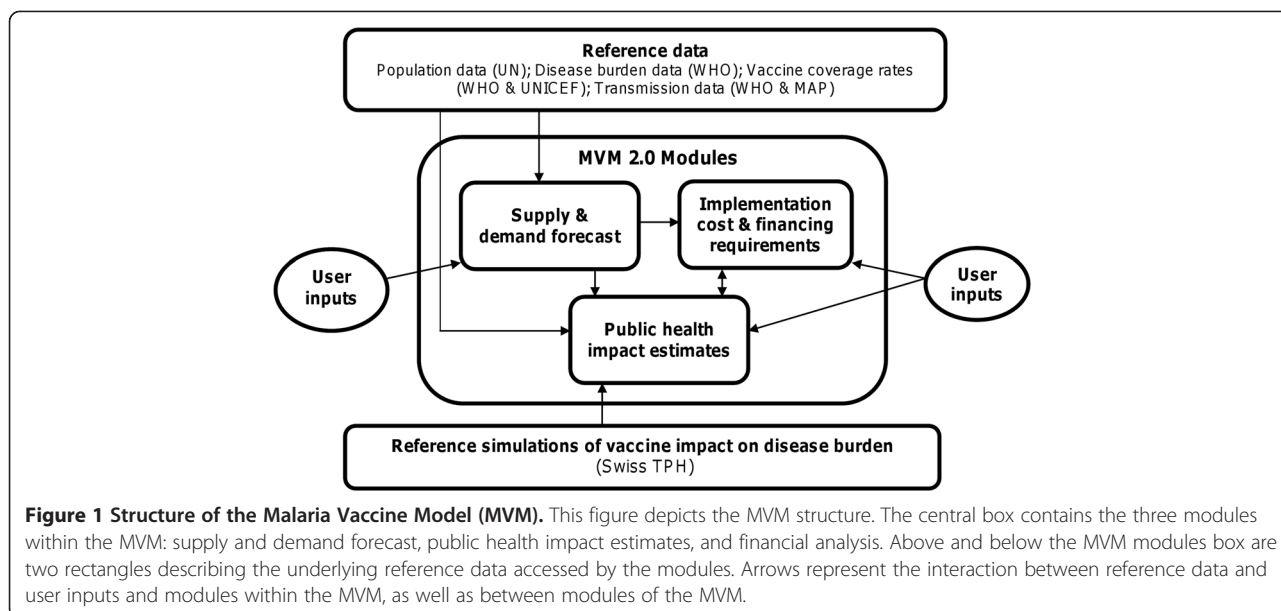 Reference data
Population data (UN); Disease burden data (WHO); Vaccine coverage rates
(WHO & UNICEF); Transmission data (WHO & MAP)
MVM 2.0 Modules
Supply &
demand forecast
Implementation
cost & financing
requirements
User
inputs
User
inputs
Public health
impact estimates
Reference simulations of vaccine impact on disease burden
(Swiss TPH)
Figure 1 Structure of the Malaria Vaccine Model (MVM). This figure depicts the MVM structure. The central box contains the three modules
within the MVM: supply and demand forecast, public health impact estimates, and financial analysis. Above and below the MVM modules box are
two rectangles describing the underlying reference data accessed by the modules. Arrows represent the interaction between reference data and
user inputs and modules within the MVM, as well as between modules of the MVM.